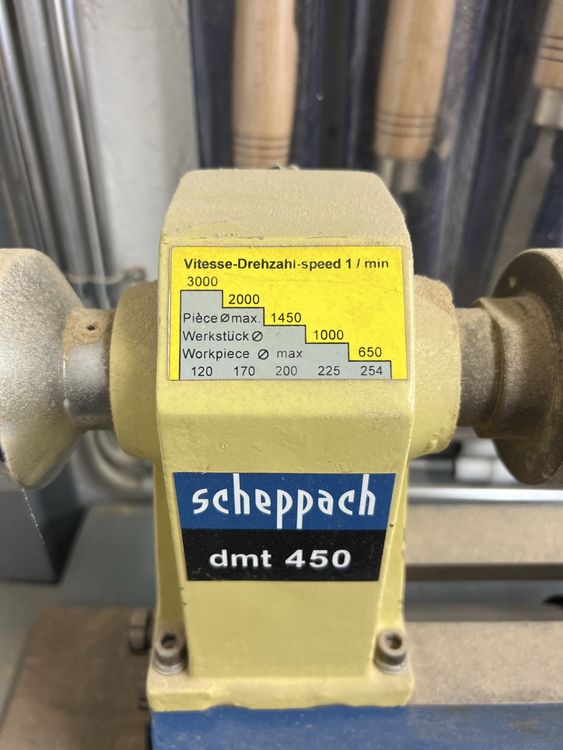 Vitesse-Drehzahl-speed 1 / min
3000
2000
Pièce Ø max. 1450
Werkstück Ø 1000
Workpiece Ø max 650
120 170 200 225 254
scheppach
dmt 450